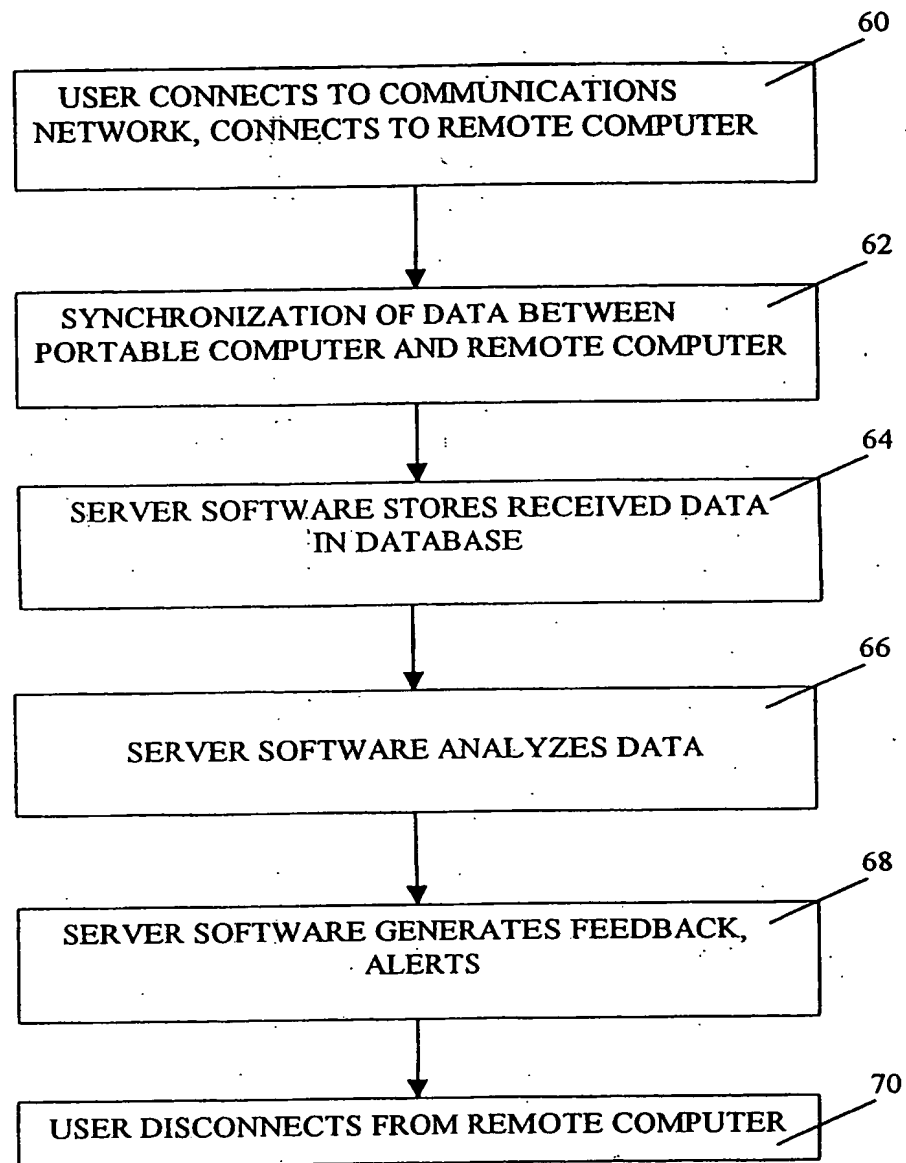 60
USER CONNECTS TO COMMUNICATIONS
NETWORK, CONNECTS TO REMOTE COMPUTER
62
SYNCHRONIZATION OF DATA BETWEEN
PORTABLE COMPUTER AND REMOTE COMPUTER
64
SERVER SOFTWARE STORES RECEIVED DATA
IN DATABASE
66
SERVER SOFTWARE ANALYZES DATA
68
SERVER SOFTWARE GENERATES FEEDBACK,
ALERTS
70
USER DISCONNECTS FROM REMOTE COMPUTER